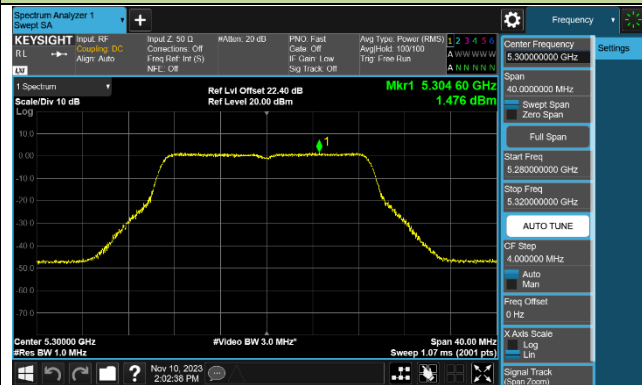 Spectrum Analyzer 1
Swept SA
Frequency
KEYSIGHT
RL
Input: RF
Coupling: DC
Align: Auto
Input Z: 50 Ω
Corrections: Off
Freq Ref: Int (S)
NFE: Off
#Atten: 20 dB
PNO: Fast
Gate: Off
IF Gain: Low
Sig Track: Off
Avg Type: Power (RMS)
Avg|Hold: 100/100
Trig: Free Run
1 2 3 4 5 6
A W W W W W
A N N N N N
LXI
1 Spectrum
Scale/Div 10 dB
Log
Ref Lvl Offset 22.40 dB
Ref Level 20.00 dBm
Mkr1 5.304 60 GHz
1.476 dBm
1
10.0
0.00
-10.0
-20.0
-30.0
-40.0
-50.0
-60.0
-70.0
Center 5.30000 GHz
#Res BW 1.0 MHz
#Video BW 3.0 MHz*
Span 40.00 MHz
Sweep 1.07 ms (2001 pts)
Nov 10, 2023
2:02:38 PM
?
Center Frequency
5.300000000 GHz
Settings
Span
40.0000000 MHz
Swept Span
Zero Span
Full Span
Start Freq
5.280000000 GHz
Stop Freq
5.320000000 GHz
AUTO TUNE
CF Step
4.000000 MHz
Auto
Man
Freq Offset
0 Hz
X Axis Scale
Log
Lin
Signal Track
(Span Zoom)